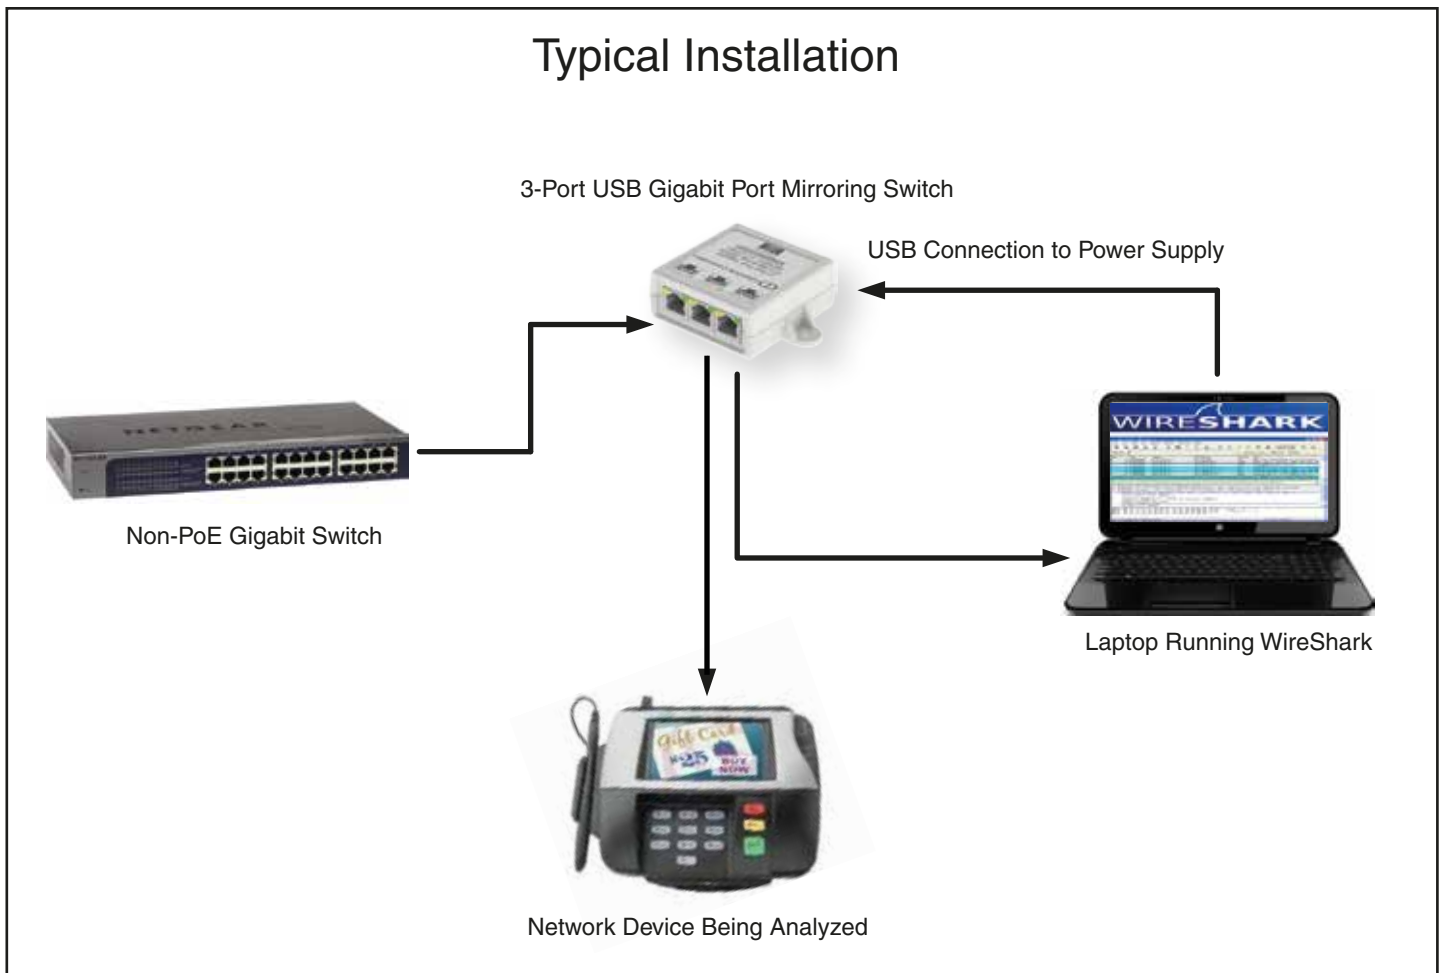 Typical Installation
3-Port USB Gigabit Port Mirroring Switch
USB Connection to Power Supply
NETGEAR
WIRESHARK
Non-PoE Gigabit Switch
Laptop Running WireShark
Gift Card
$25 BUY NOW
Network Device Being Analyzed